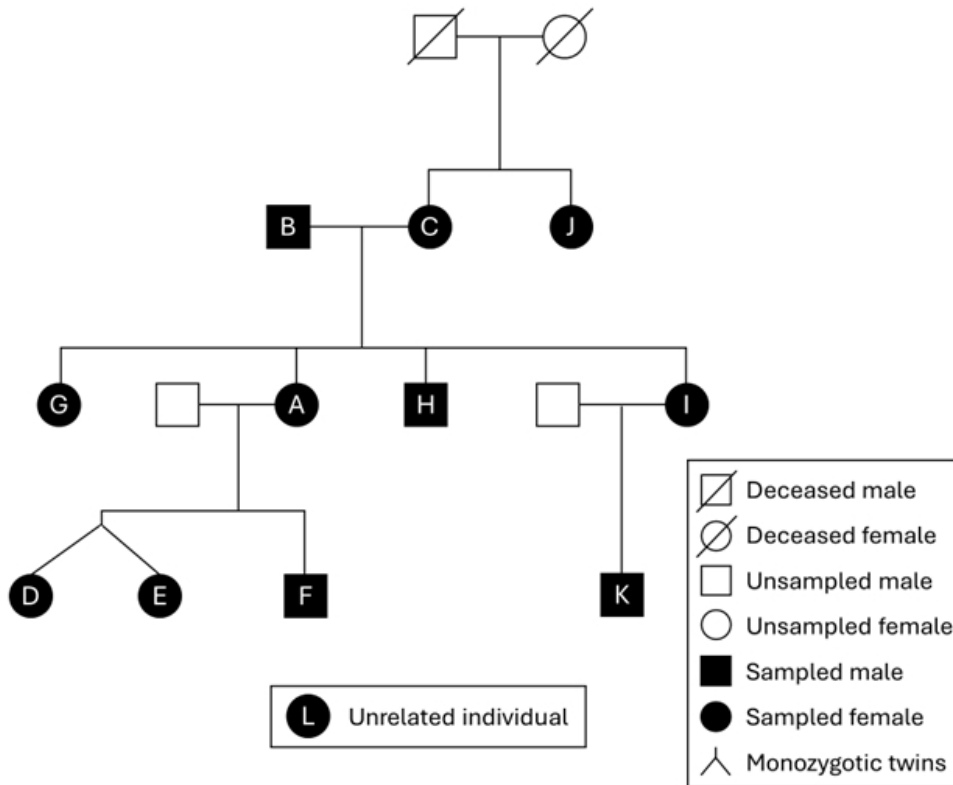 B
C
J
G
A
H
I
Deceased male
Deceased female
Unsampled male
D
E
F
K
Unsampled female
Sampled male
L Unrelated individual
Sampled female
Monozygotic twins